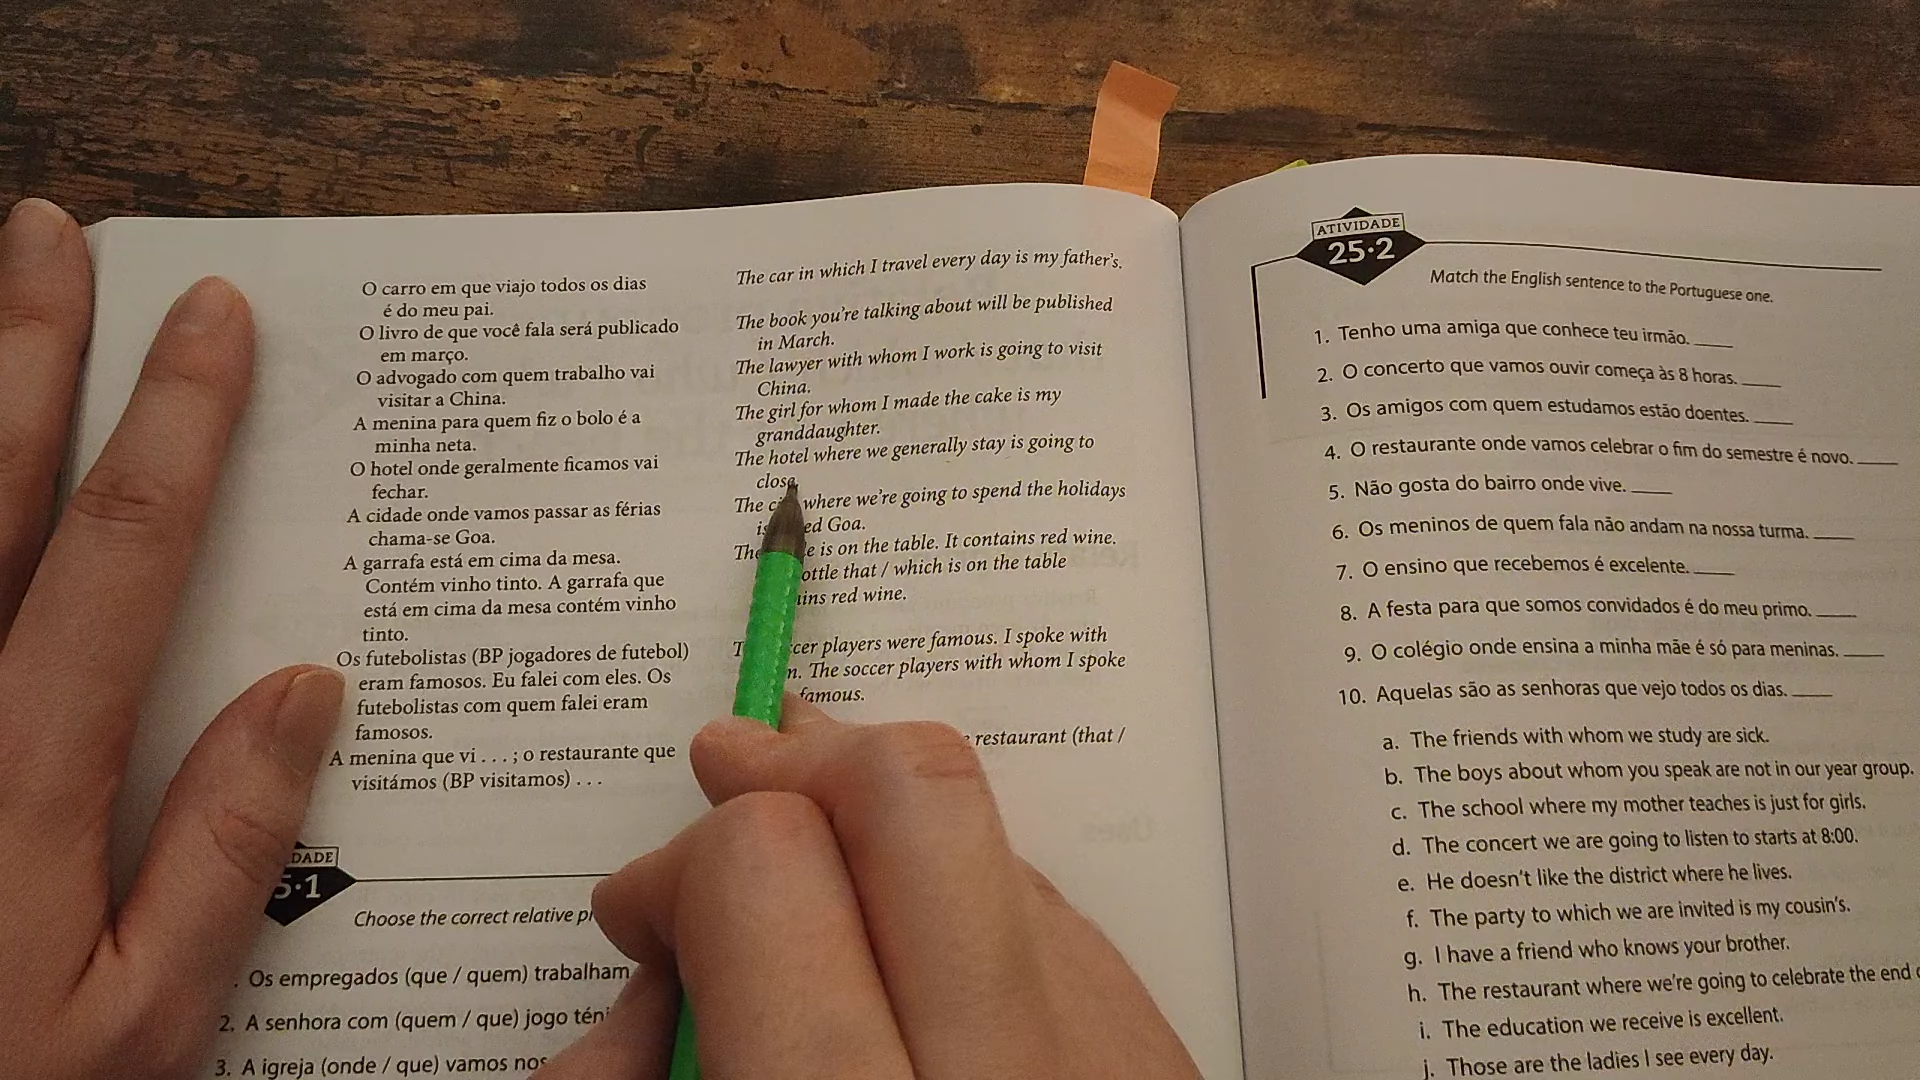 O carro em que viajo todos os dias
é do meu pai.
O livro de que você fala será publicado
em março.
O advogado com quem trabalho vai
visitar a China.
A menina para quem fiz o bolo é a
minha neta.
O hotel onde geralmente ficamos vai
fechar.
A cidade onde vamos passar as férias
chama-se Goa.
A garrafa está em cima da mesa.
Contém vinho tinto. A garrafa que
está em cima da mesa contém vinho
tinto.
Os futebolistas (BP jogadores de futebol)
eram famosos. Eu falei com eles. Os
futebolistas com quem falei eram
famosos.
A menina que vi . . . ; o restaurante que
visitámos (BP visitamos) . . .
The car in which I travel every day is my father's.
The book you're talking about will be published
in March.
The lawyer with whom I work is going to visit
China.
The girl for whom I made the cake is my
granddaughter.
The hotel where we generally stay is going to
close.
The where we're going to spend the holidays
Goa.
is on the table. It contains red wine.
that / which is on the table
red wine.
players were famous. I spoke with
The soccer players with whom I spoke
famous.
restaurant (that /
5·1
Choose the correct relative
Os empregados (que / quem) trabalham
2. A senhora com (quem / que) jogo
3. A igreja (onde / que) vamos
ATIVIDADE
25·2
Match the English sentence to the Portuguese one.
1. Tenho uma amiga que conhece teu irmão. ____
2. O concerto que vamos ouvir começa às 8 horas. ____
3. Os amigos com quem estudamos estão doentes. ____
4. O restaurante onde vamos celebrar o fim do semestre é novo. ____
5. Não gosta do bairro onde vive. ____
6. Os meninos de quem fala não andam na nossa turma. ____
7. O ensino que recebemos é excelente. ____
8. A festa para que somos convidados é do meu primo. ____
9. O colégio onde ensina a minha mãe é só para meninas. ____
10. Aquelas são as senhoras que vejo todos os dias. ____
a. The friends with whom we study are sick.
b. The boys about whom you speak are not in our year group.
c. The school where my mother teaches is just for girls.
d. The concert we are going to listen to starts at 8:00.
e. He doesn't like the district where he lives.
f. The party to which we are invited is my cousin's.
g. I have a friend who knows your brother.
h. The restaurant where we're going to celebrate the end
i. The education we receive is excellent.
j. Those are the ladies I see every day.